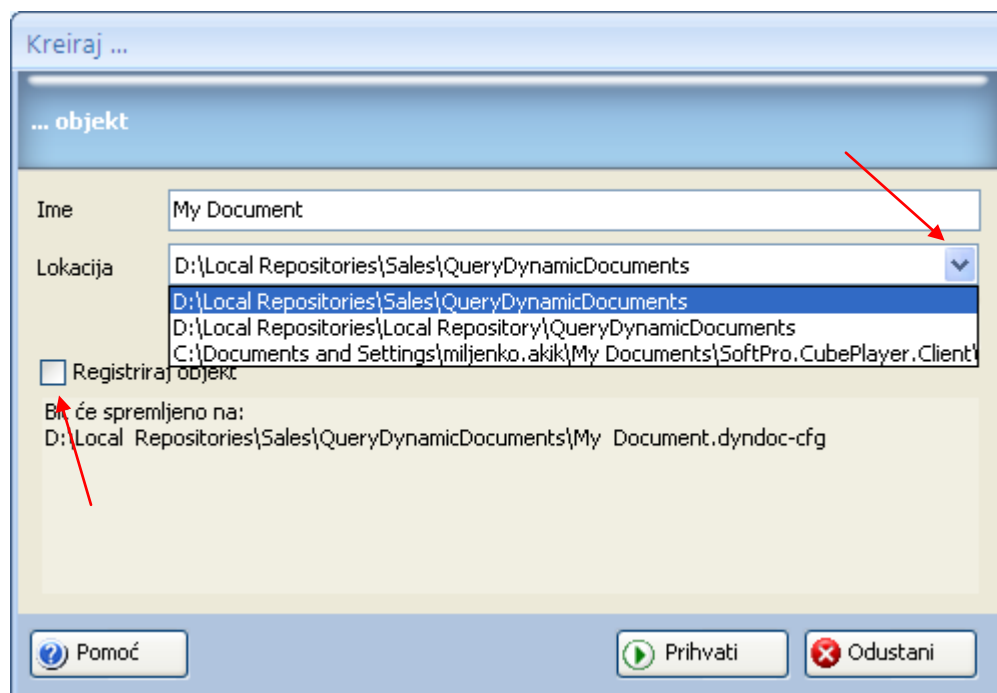 Kreiraj ...
... objekt
Ime My Document
Lokacija D:\Local Repositories\Sales\QueryDynamicDocuments
D:\Local Repositories\Sales\QueryDynamicDocuments
D:\Local Repositories\Local Repository\QueryDynamicDocuments
C:\Documents and Settings\miljenko.akik\My Documents\SoftPro.CubePlayer.Client\
Registriraj objekt
Bit će spremljeno na:
D:\Local Repositories\Sales\QueryDynamicDocuments\My Document.dyndoc-cfg
Pomoć Prihvati Odustani